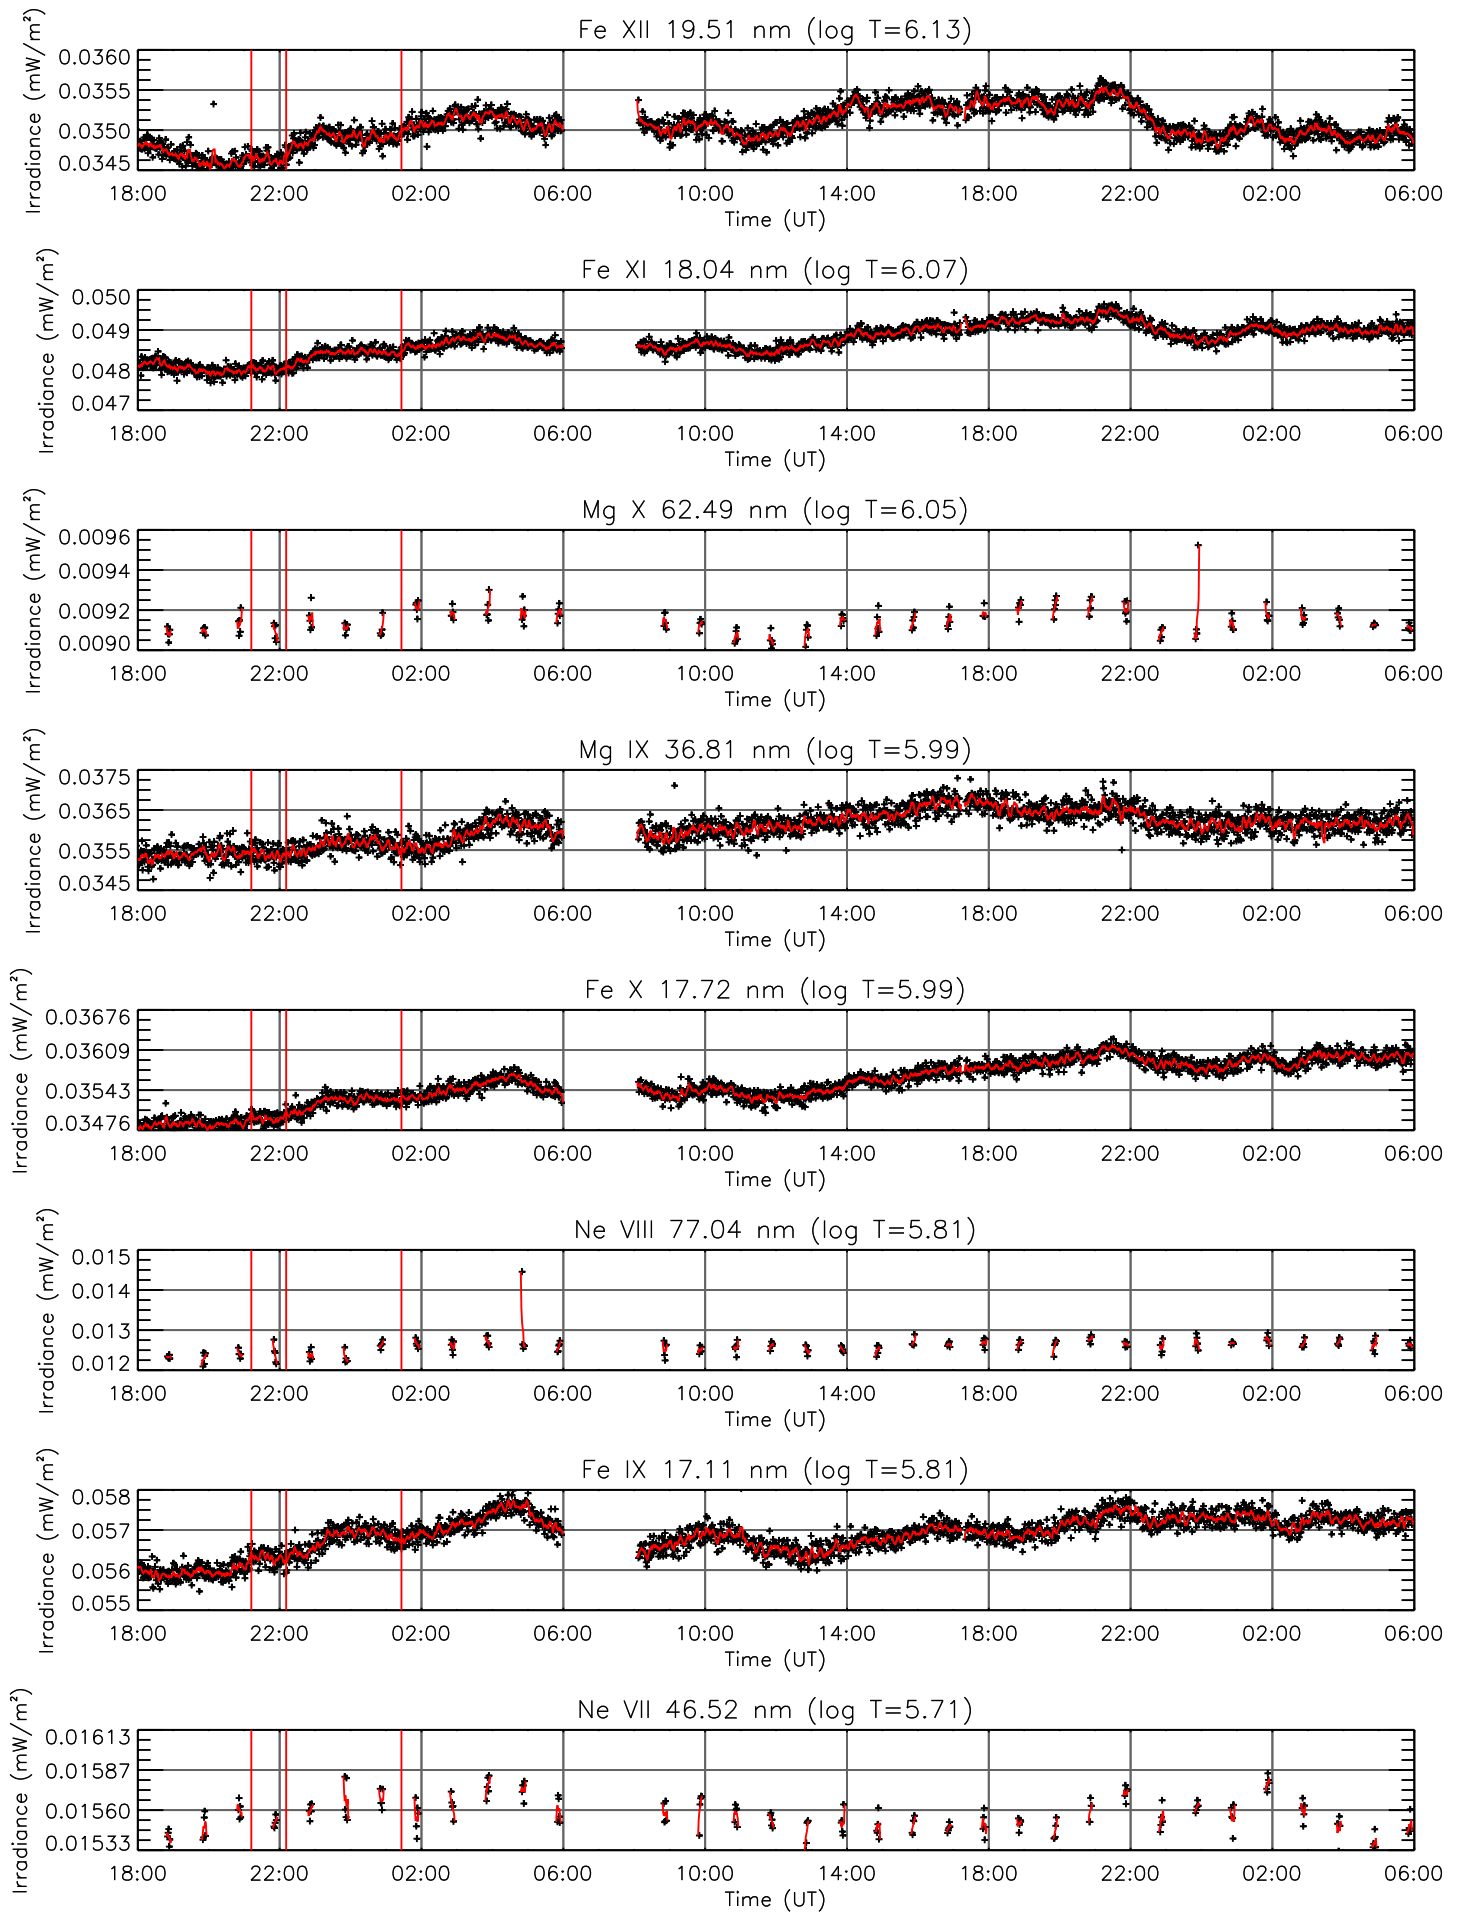 Fe XII 19.51 nm (log T=6.13)
Irradiance (mW/m²)
0.0360
0.0355
0.0350
0.0345
18:00 22:00 02:00 06:00 10:00 14:00 18:00 22:00 02:00 06:00
Time (UT)
Fe XI 18.04 nm (log T=6.07)
Irradiance (mW/m²)
0.050
0.049
0.048
0.047
18:00 22:00 02:00 06:00 10:00 14:00 18:00 22:00 02:00 06:00
Time (UT)
Mg X 62.49 nm (log T=6.05)
Irradiance (mW/m²)
0.0096
0.0094
0.0092
0.0090
18:00 22:00 02:00 06:00 10:00 14:00 18:00 22:00 02:00 06:00
Time (UT)
Mg IX 36.81 nm (log T=5.99)
Irradiance (mW/m²)
0.0375
0.0365
0.0355
0.0345
18:00 22:00 02:00 06:00 10:00 14:00 18:00 22:00 02:00 06:00
Time (UT)
Fe X 17.72 nm (log T=5.99)
Irradiance (mW/m²)
0.03676
0.03609
0.03543
0.03476
18:00 22:00 02:00 06:00 10:00 14:00 18:00 22:00 02:00 06:00
Time (UT)
Ne VIII 77.04 nm (log T=5.81)
Irradiance (mW/m²)
0.015
0.014
0.013
0.012
18:00 22:00 02:00 06:00 10:00 14:00 18:00 22:00 02:00 06:00
Time (UT)
Fe IX 17.11 nm (log T=5.81)
Irradiance (mW/m²)
0.058
0.057
0.056
0.055
18:00 22:00 02:00 06:00 10:00 14:00 18:00 22:00 02:00 06:00
Time (UT)
Ne VII 46.52 nm (log T=5.71)
Irradiance (mW/m²)
0.01613
0.01587
0.01560
0.01533
18:00 22:00 02:00 06:00 10:00 14:00 18:00 22:00 02:00 06:00
Time (UT)